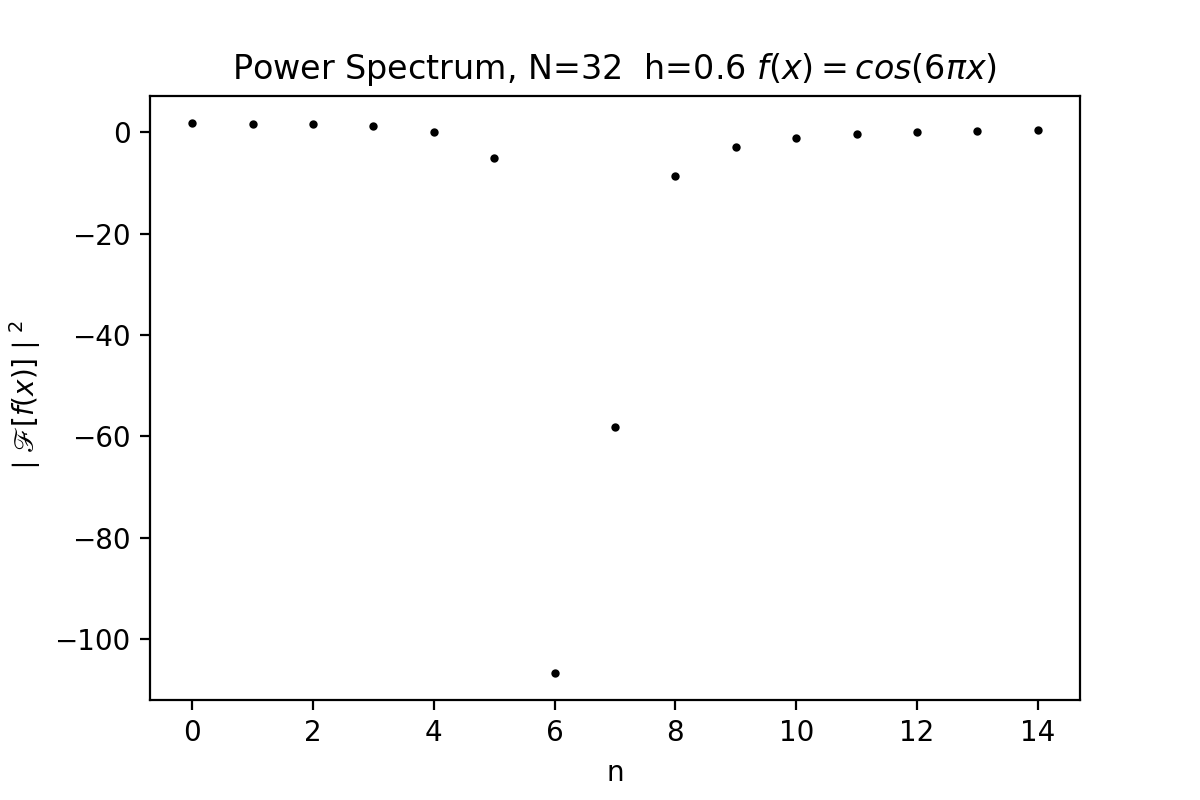 Power Spectrum, N=32  h=0.6 f(x) = cos(6πx)
| ℱ[f(x)] | ²
0
−20
−40
−60
−80
−100
0 2 4 6 8 10 12 14
n